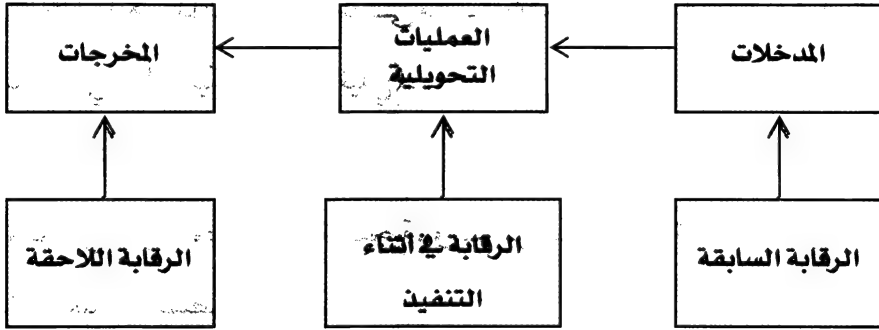 المدخلات
العمليات
التحويلية
المخرجات
الرقابة السابقة
الرقابة في أثناء
التنفيذ
الرقابة اللاحقة